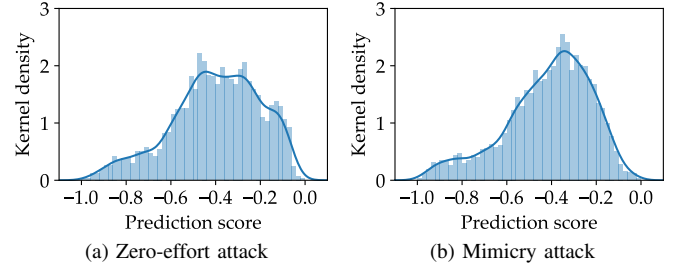 Kernel density
3
2
1
0
−1.0 −0.8 −0.6 −0.4 −0.2 0.0
Prediction score
(a) Zero-effort attack
Kernel density
3
2
1
0
−1.0 −0.8 −0.6 −0.4 −0.2 0.0
Prediction score
(b) Mimicry attack